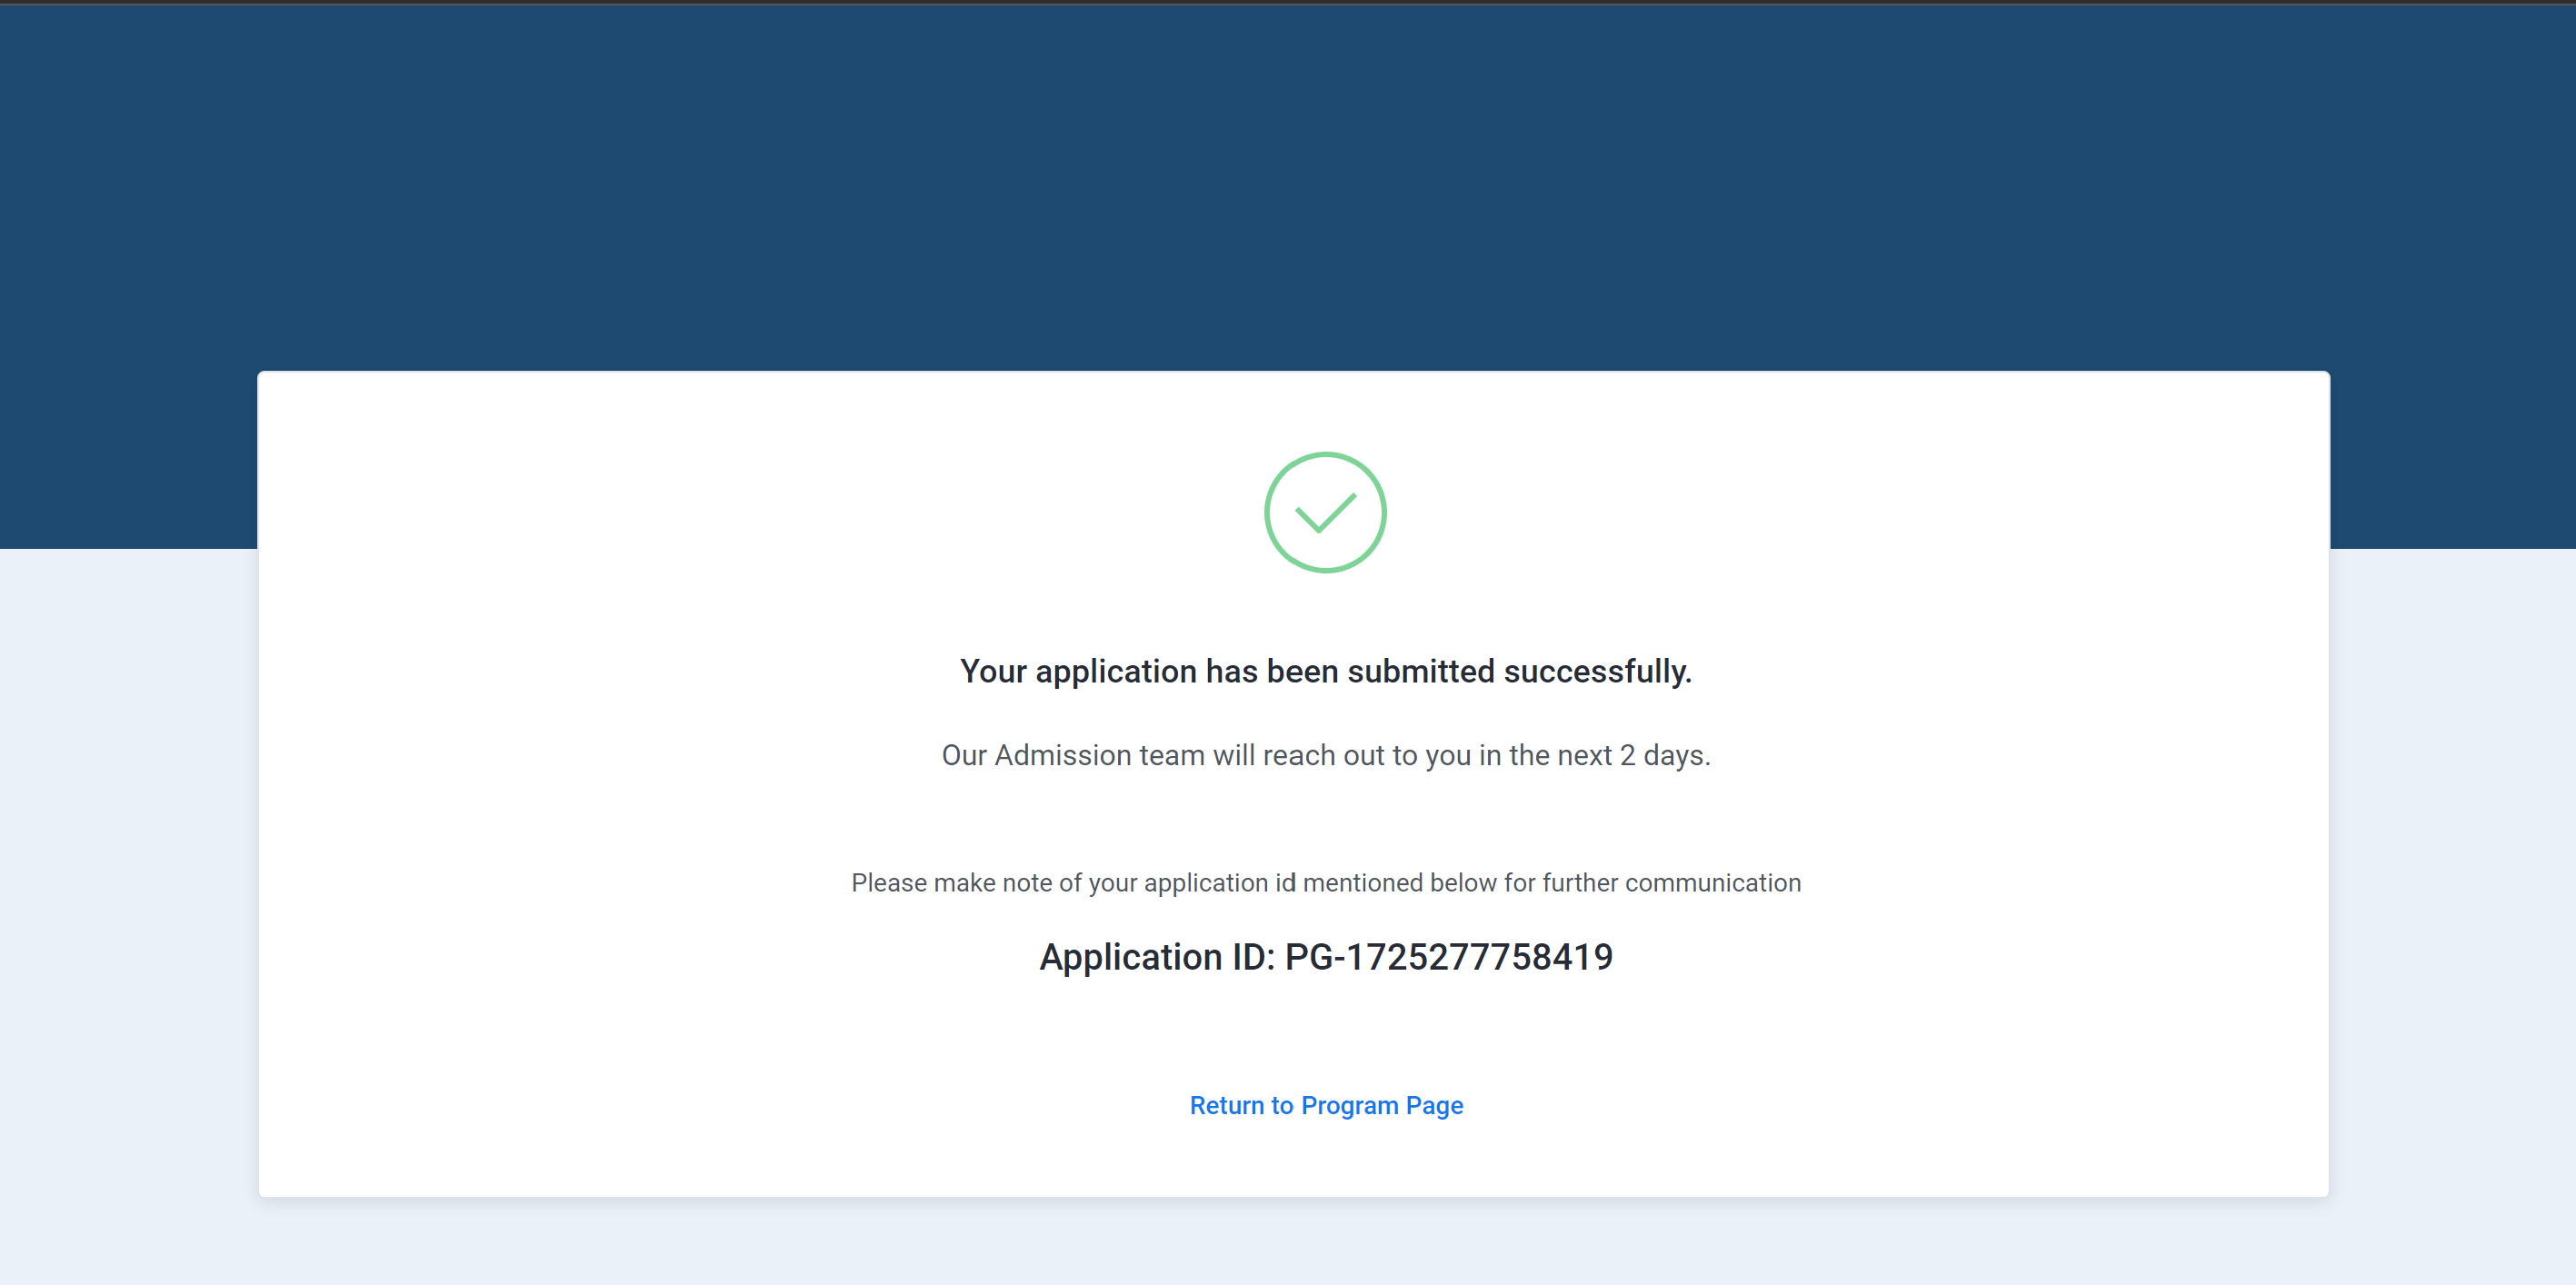 Your application has been submitted successfully.
Our Admission team will reach out to you in the next 2 days.
Please make note of your application id mentioned below for further communication
Application ID: PG-1725277758419
Return to Program Page